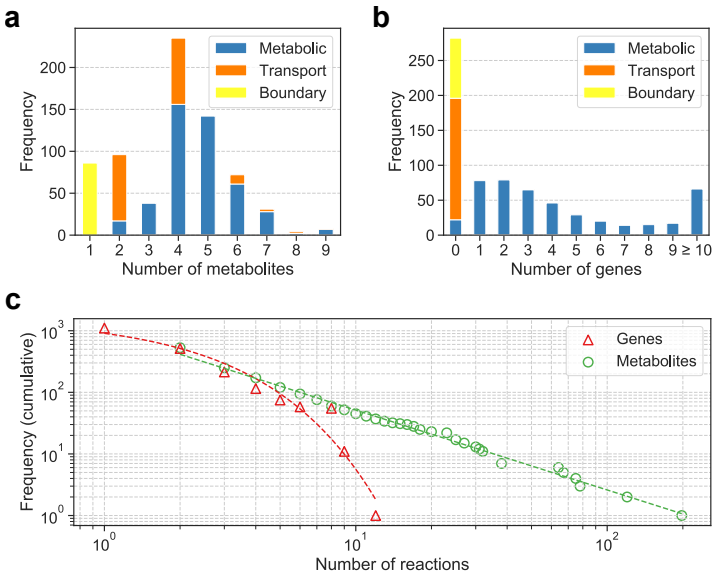 a
Frequency
200
150
100
50
0
Metabolic
Transport
Boundary
1 2 3 4 5 6 7 8 9
Number of metabolites
b
Frequency
250
200
150
100
50
0
Metabolic
Transport
Boundary
0 1 2 3 4 5 6 7 8 9 ≥ 10
Number of genes
c
Frequency (cumulative)
10³
10²
10¹
10⁰
Genes
Metabolites
10⁰ 10¹ 10²
Number of reactions